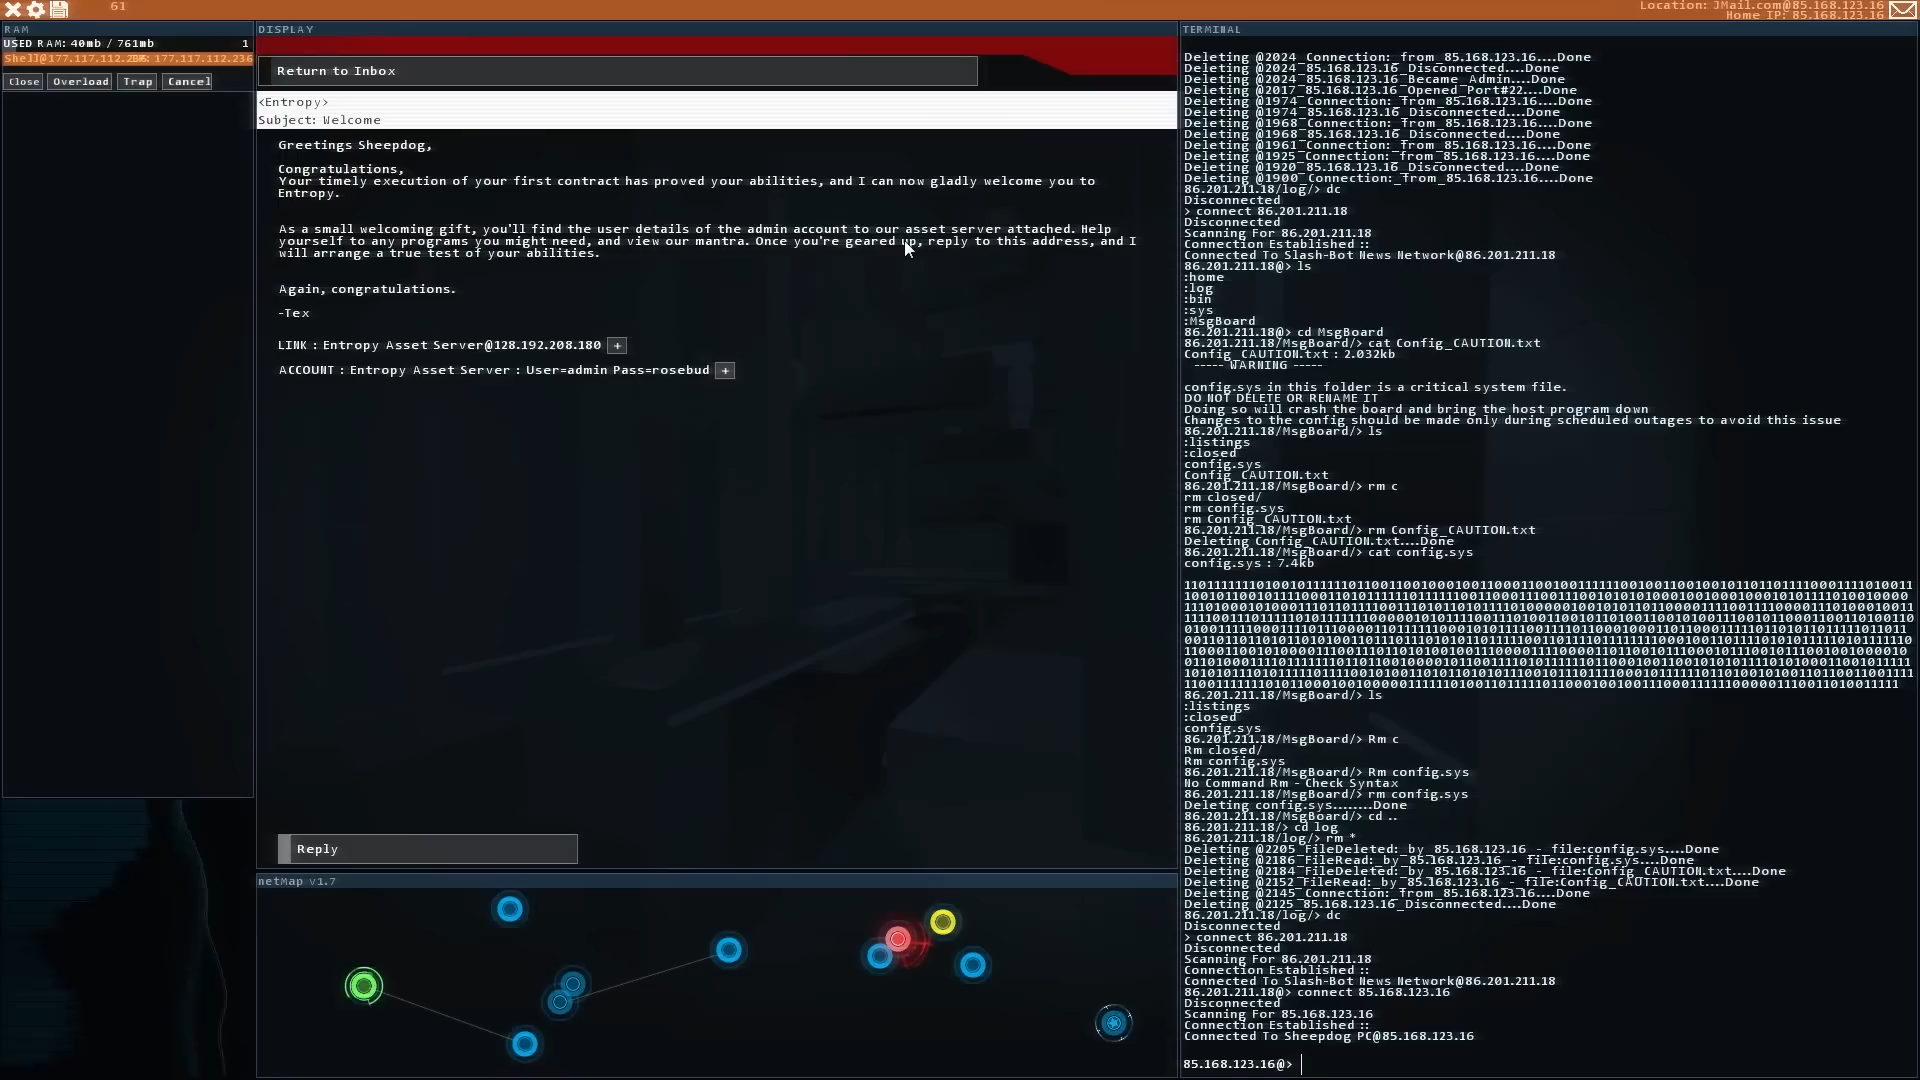 61
Location: JMail.com@85.168.123.16
Home IP: 85.168.123.16
RAM
USED RAM: 40mb / 761mb 1
Shell@177.117.112.236
177.117.112.236
Close Overload Trap Cancel
DISPLAY
Return to Inbox
<Entropy>
Subject: Welcome
Greetings Sheepdog,
Congratulations,
Your timely execution of your first contract has proved your abilities, and I can now gladly welcome you to
Entropy.
As a small welcoming gift, you'll find the user details of the admin account to our asset server attached. Help
yourself to any programs you might need, and view our mantra. Once you're geared up, reply to this address, and I
will arrange a true test of your abilities.
Again, congratulations.
-Tex
LINK : Entropy Asset Server@128.192.208.180 +
ACCOUNT : Entropy Asset Server : User=admin Pass=rosebud +
Reply
netMap v1.7
TERMINAL
Deleting @2024_Connection:_from_85.168.123.16....Done
Deleting @2024_85.168.123.16_Disconnected....Done
Deleting @2024_85.168.123.16_Became_Admin....Done
Deleting @2017_85.168.123.16_Opened_Port#22....Done
Deleting @1974_Connection:_from_85.168.123.16....Done
Deleting @1974_85.168.123.16_Disconnected....Done
Deleting @1968_Connection:_from_85.168.123.16....Done
Deleting @1968_85.168.123.16_Disconnected....Done
Deleting @1961_Connection:_from_85.168.123.16....Done
Deleting @1925_Connection:_from_85.168.123.16....Done
Deleting @1920_85.168.123.16_Disconnected....Done
Deleting @1900_Connection:_from_85.168.123.16....Done
86.201.211.18/log/> dc
Disconnected
> connect 86.201.211.18
Disconnected
Scanning For 86.201.211.18
Connection Established ::
Connected To Slash-Bot News Network@86.201.211.18
86.201.211.18@> ls
:home
:log
:bin
:sys
:MsgBoard
86.201.211.18@> cd MsgBoard
86.201.211.18/MsgBoard/> cat Config_CAUTION.txt
Config_CAUTION.txt : 2.032kb
----- WARNING -----
config.sys in this folder is a critical system file.
DO NOT DELETE OR RENAME IT
Doing so will crash the board and bring the host program down
Changes to the config should be made only during scheduled outages to avoid this issue
86.201.211.18/MsgBoard/> ls
:listings
:closed
config.sys
Config_CAUTION.txt
86.201.211.18/MsgBoard/> rm c
rm closed/
rm config.sys
rm Config_CAUTION.txt
86.201.211.18/MsgBoard/> rm Config_CAUTION.txt
Deleting Config_CAUTION.txt....Done
86.201.211.18/MsgBoard/> cat config.sys
config.sys : 7.4kb
86.201.211.18/MsgBoard/> ls
:listings
:closed
config.sys
86.201.211.18/MsgBoard/> Rm c
Rm closed/
Rm config.sys
86.201.211.18/MsgBoard/> Rm config.sys
No Command Rm - Check Syntax
86.201.211.18/MsgBoard/> rm config.sys
Deleting config.sys........Done
86.201.211.18/MsgBoard/> cd ..
86.201.211.18/> cd log
86.201.211.18/log/> rm *
Deleting @2205_FileDeleted:_by_85.168.123.16_-_file:config.sys....Done
Deleting @2186_FileRead:_by_85.168.123.16_-_file:config.sys....Done
Deleting @2184_FileDeleted:_by_85.168.123.16_-_file:Config_CAUTION.txt....Done
Deleting @2152_FileRead:_by_85.168.123.16_-_file:Config_CAUTION.txt....Done
Deleting @2145_Connection:_from_85.168.123.16....Done
Deleting @2125_85.168.123.16_Disconnected....Done
86.201.211.18/log/> dc
Disconnected
> connect 86.201.211.18
Disconnected
Scanning For 86.201.211.18
Connection Established ::
Connected To Slash-Bot News Network@86.201.211.18
86.201.211.18@> connect 85.168.123.16
Disconnected
Scanning For 85.168.123.16
Connection Established ::
Connected To Sheepdog PC@85.168.123.16
85.168.123.16@>